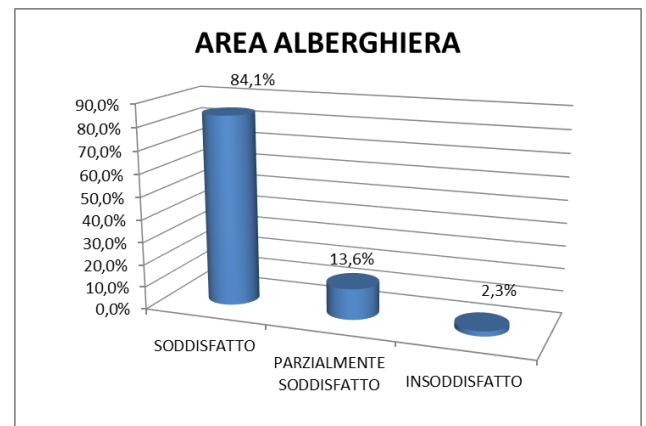 AREA ALBERGHIERA
84,1%
90,0%
80,0%
70,0%
60,0%
50,0%
40,0%
30,0%
20,0%
10,0%
0,0%
13,6%
2,3%
SODDISFATTO
PARZIALMENTE
SODDISFATTO
INSODDISFATTO